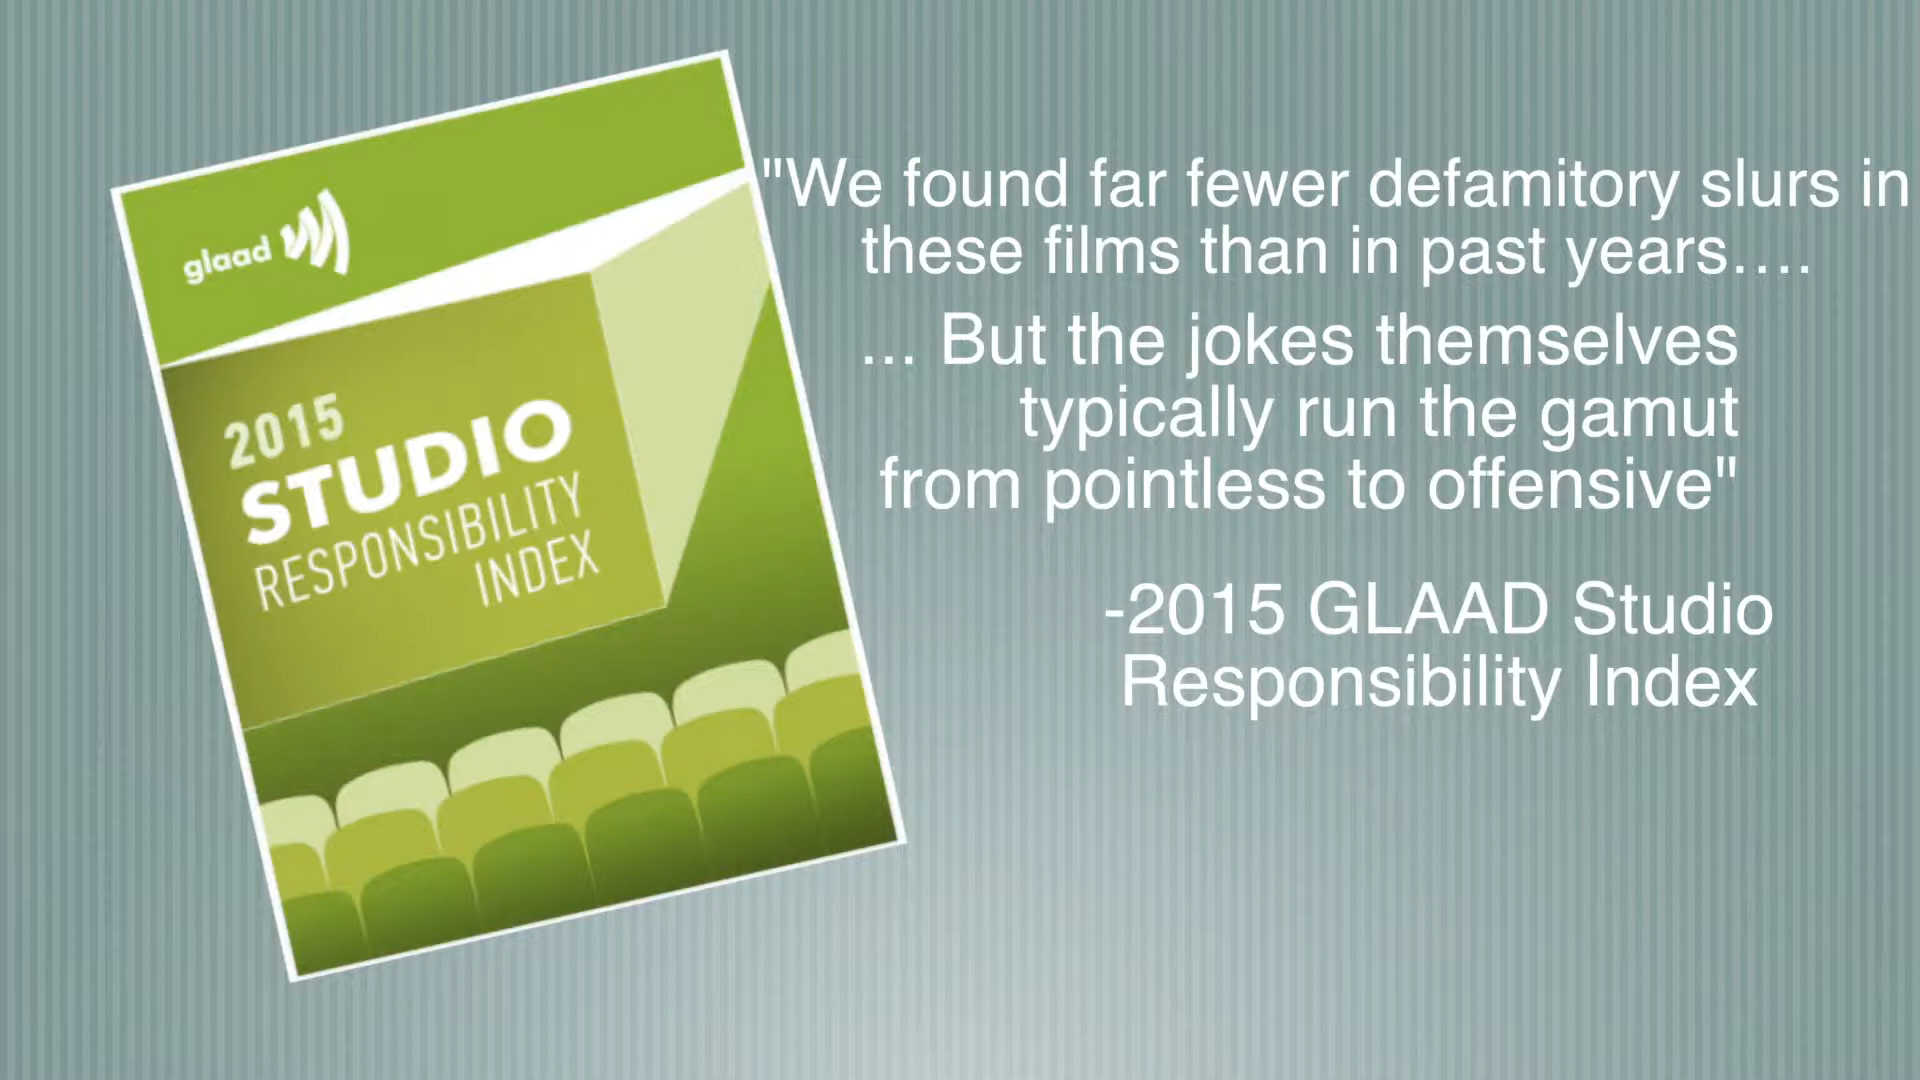 glaad
2015
STUDIO
RESPONSIBILITY
INDEX
"We found far fewer defamitory slurs in
these films than in past years....
... But the jokes themselves
typically run the gamut
from pointless to offensive"
-2015 GLAAD Studio
Responsibility Index